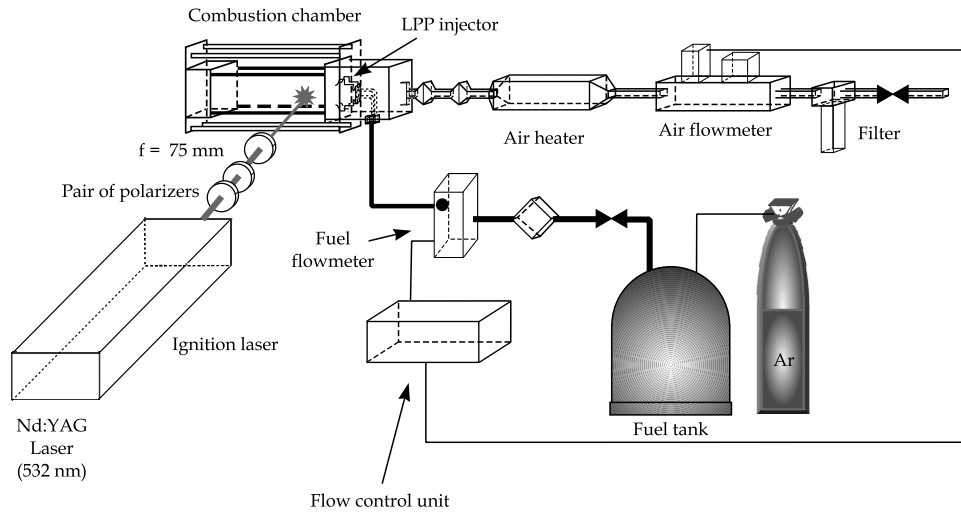 Combustion chamber
LPP injector
Air heater
Air flowmeter
Filter
f = 75 mm
Pair of polarizers
Fuel
flowmeter
Ignition laser
Ar
Nd:YAG
Laser
(532 nm)
Fuel tank
Flow control unit